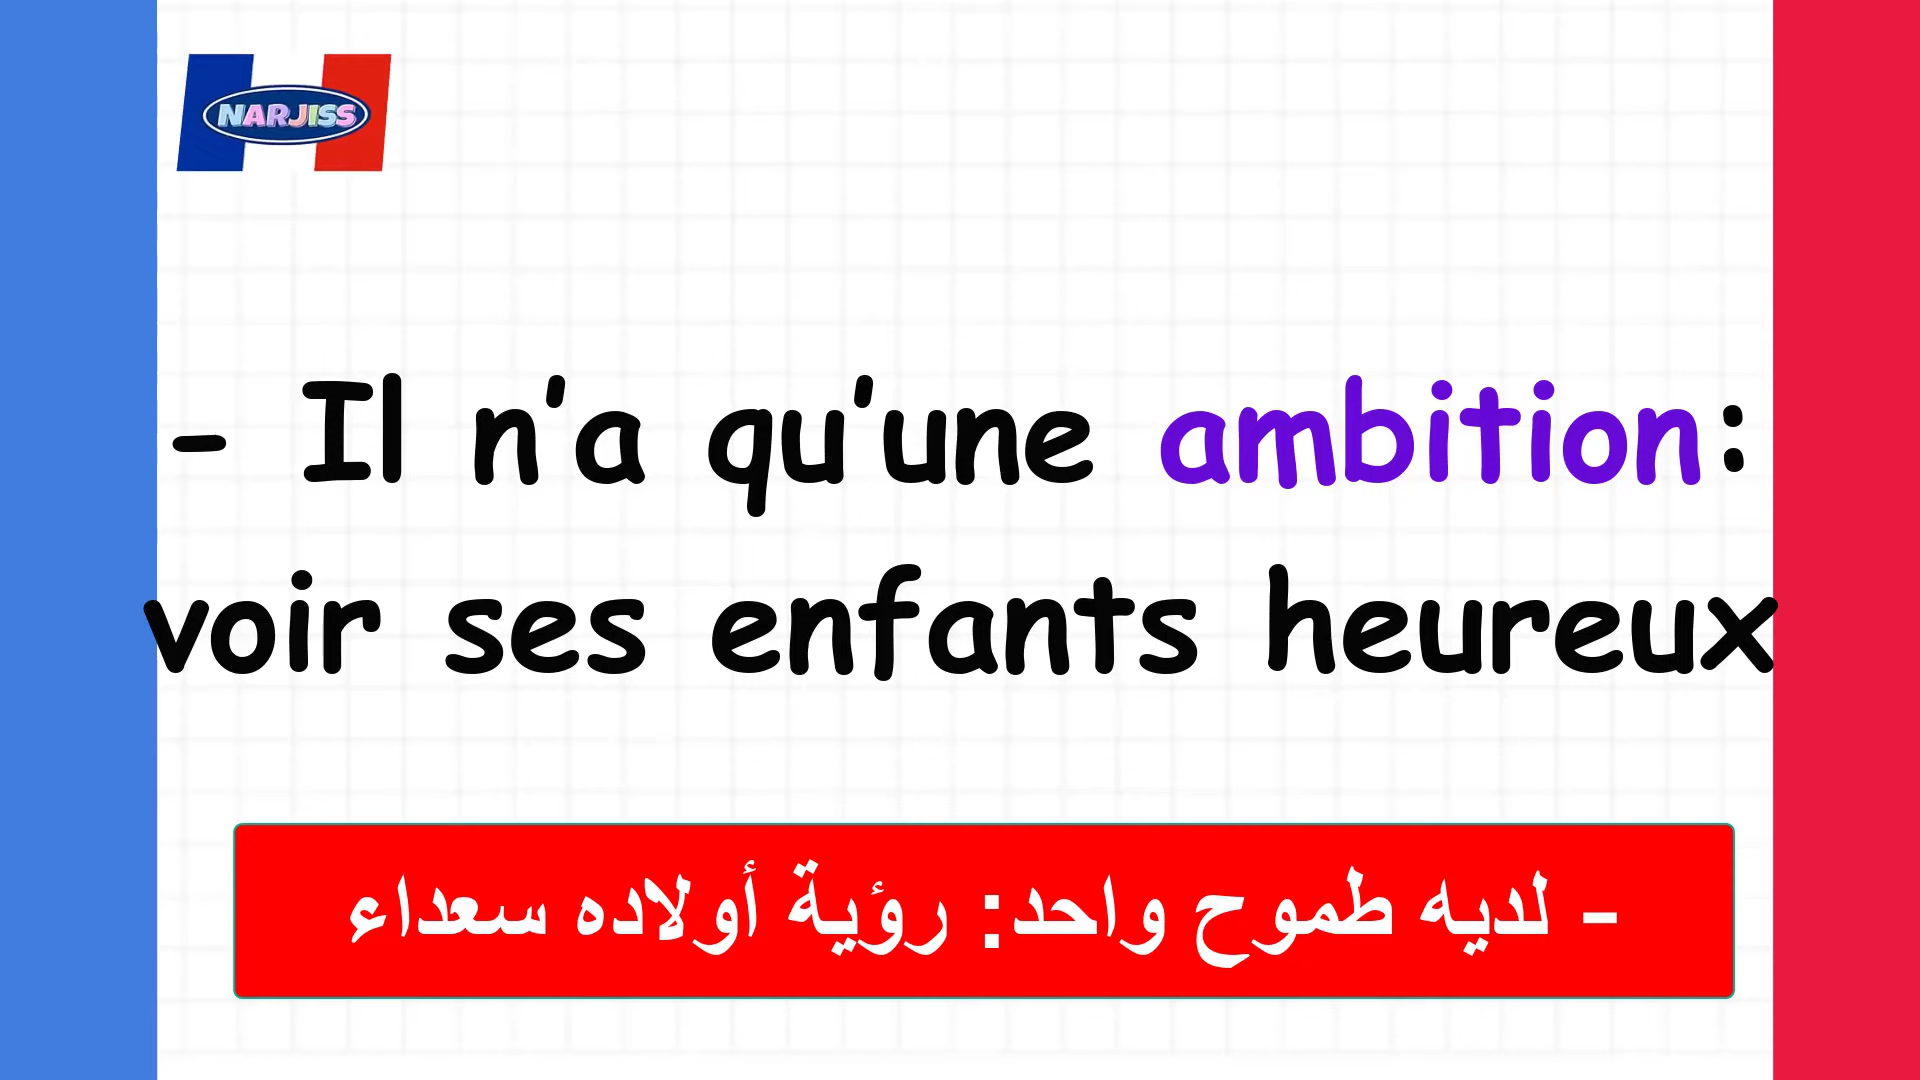 NARJISS
- Il n’a qu’une ambition:
voir ses enfants heureux
- لديه طموح واحد: رؤية أولاده سعداء